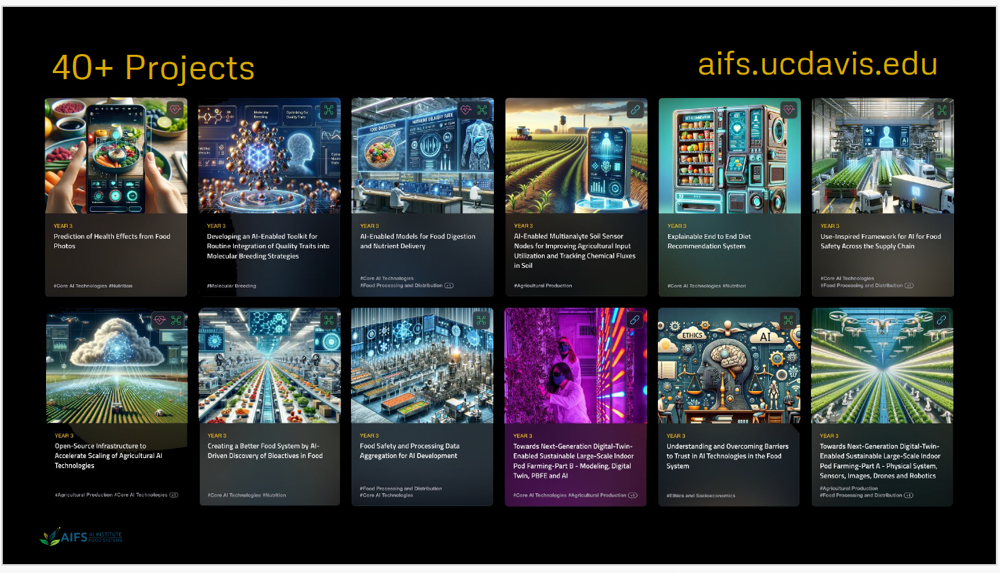 40+ Projects
aifs.ucdavis.edu
Molecular
Breeding
Optimizing for
Quality Traits
FOOD DIGESTION
NUTRIENT DELIVERY RATE
DIET RECOMMENDATION
YEAR 3
Prediction of Health Effects from Food
Photos
#Core AI Technologies #Nutrition
YEAR 3
Developing an AI-Enabled Toolkit for
Routine Integration of Quality Traits into
Molecular Breeding Strategies
#Molecular Breeding
YEAR 3
AI-Enabled Models for Food Digestion
and Nutrient Delivery
#Core AI Technologies
#Food Processing and Distribution +1
YEAR 3
AI-Enabled Multianalyte Soil Sensor
Nodes for Improving Agricultural Input
Utilization and Tracking Chemical Fluxes
in Soil
#Agricultural Production
YEAR 3
Explainable End to End Diet
Recommendation System
#Core AI Technologies #Nutrition
YEAR 3
Use-Inspired Framework for AI for Food
Safety Across the Supply Chain
#Core AI Technologies
#Food Processing and Distribution +1
ETHICS
AI
YEAR 3
Open-Source Infrastructure to
Accelerate Scaling of Agricultural AI
Technologies
#Agricultural Production #Core AI Technologies +1
YEAR 3
Creating a Better Food System by AI-
Driven Discovery of Bioactives in Food
#Core AI Technologies #Nutrition
YEAR 3
Food Safety and Processing Data
Aggregation for AI Development
#Food Processing and Distribution
#Core AI Technologies
YEAR 3
Towards Next-Generation Digital-Twin-
Enabled Sustainable Large-Scale Indoor
Pod Farming-Part B - Modeling, Digital
Twin, PBFE and AI
#Core AI Technologies #Agricultural Production +1
YEAR 3
Understanding and Overcoming Barriers
to Trust in AI Technologies in the Food
System
#Ethics and Socioeconomics
YEAR 3
Towards Next-Generation Digital-Twin-
Enabled Sustainable Large-Scale Indoor
Pod Farming-Part A - Physical System,
Sensors, Images, Drones and Robotics
#Agricultural Production
#Food Processing and Distribution +1
AIFS AI INSTITUTE
FOOD SYSTEMS